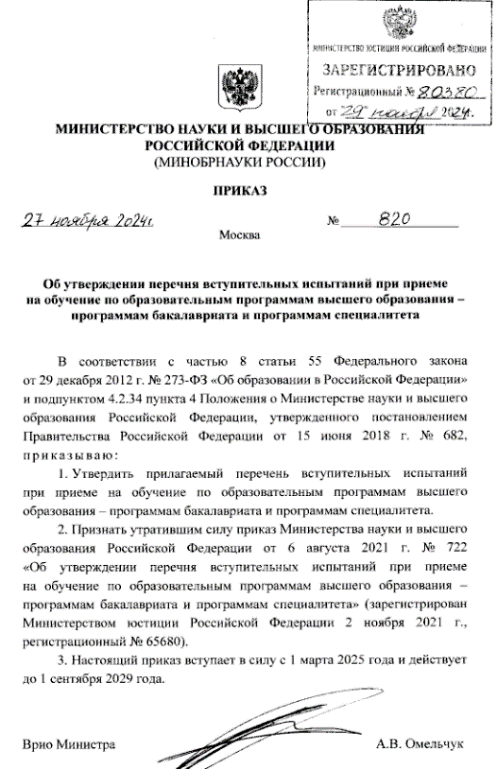 МИНИСТЕРСТВО ЮСТИЦИИ РОССИЙСКОЙ ФЕДЕРАЦИИ
ЗАРЕГИСТРИРОВАНО
Регистрационный № 80380
от 29 ноября 2024г.
МИНИСТЕРСТВО НАУКИ И ВЫСШЕГО ОБРАЗОВАНИЯ
РОССИЙСКОЙ ФЕДЕРАЦИИ
(МИНОБРНАУКИ РОССИИ)
ПРИКАЗ
27 ноября 2024г. № 820
Москва
Об утверждении перечня вступительных испытаний при приеме
на обучение по образовательным программам высшего образования –
программам бакалавриата и программам специалитета
В соответствии с частью 8 статьи 55 Федерального закона
от 29 декабря 2012 г. № 273-ФЗ «Об образовании в Российской Федерации»
и подпунктом 4.2.34 пункта 4 Положения о Министерстве науки и высшего
образования Российской Федерации, утвержденного постановлением
Правительства Российской Федерации от 15 июня 2018 г. № 682,
приказываю:
1. Утвердить прилагаемый перечень вступительных испытаний
при приеме на обучение по образовательным программам высшего
образования – программам бакалавриата и программам специалитета.
2. Признать утратившим силу приказ Министерства науки и высшего
образования Российской Федерации от 6 августа 2021 г. № 722
«Об утверждении перечня вступительных испытаний при приеме
на обучение по образовательным программам высшего образования –
программам бакалавриата и программам специалитета» (зарегистрирован
Министерством юстиции Российской Федерации 2 ноября 2021 г.,
регистрационный № 65680).
3. Настоящий приказ вступает в силу с 1 марта 2025 года и действует
до 1 сентября 2029 года.
Врио Министра А.В. Омельчук